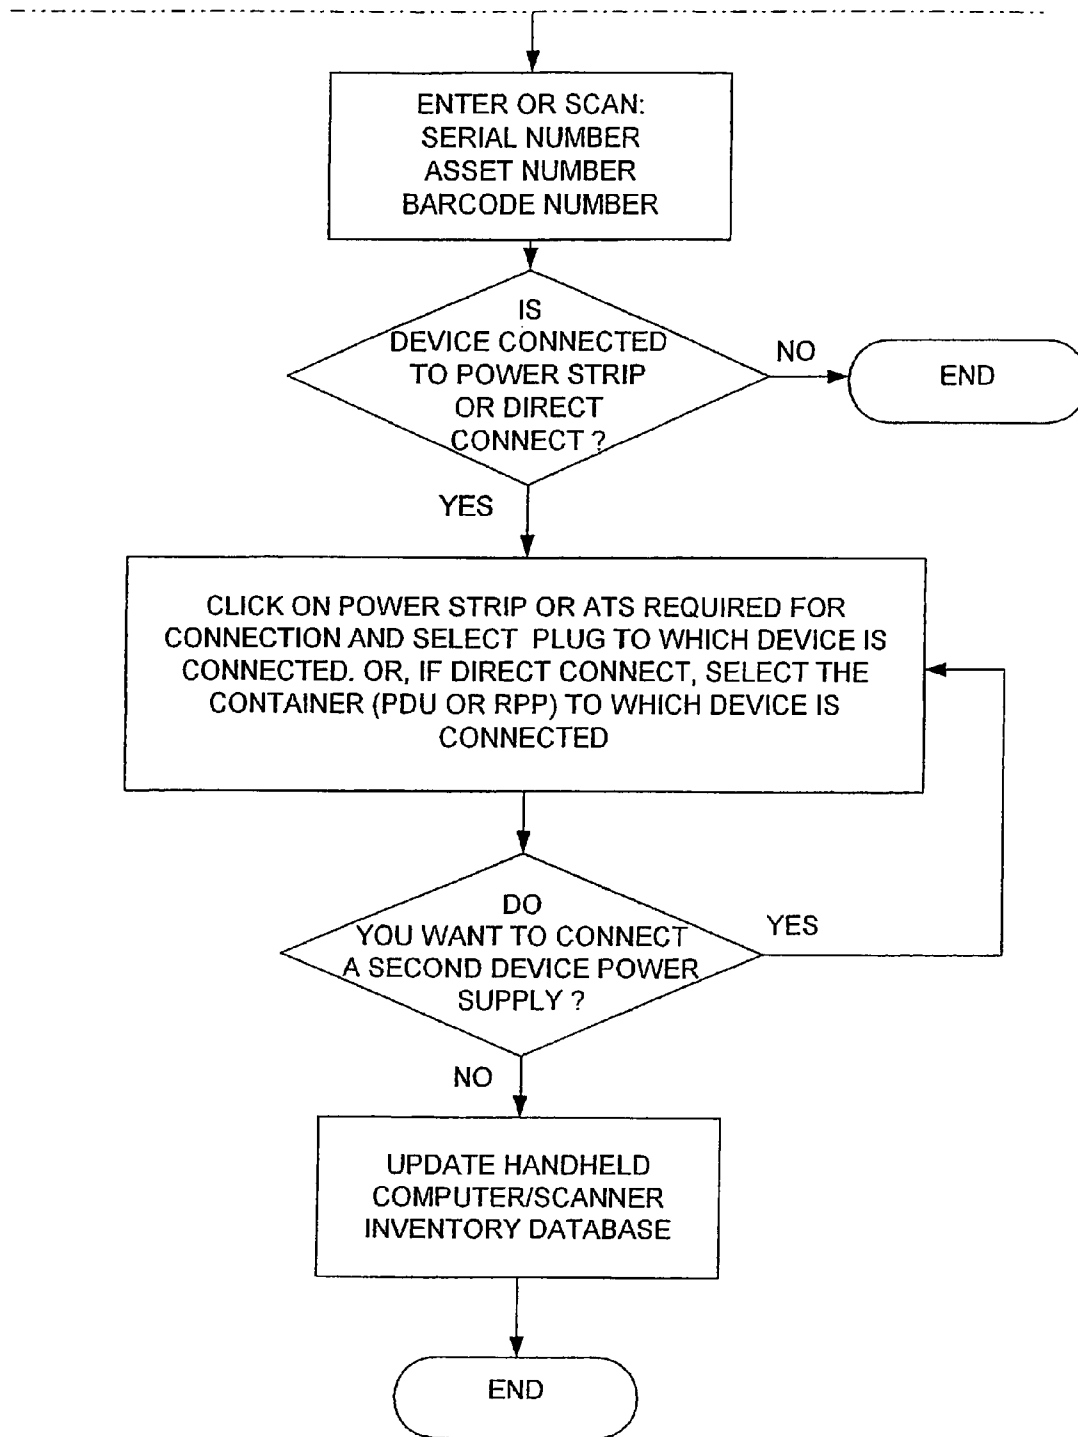 ENTER OR SCAN:
SERIAL NUMBER
ASSET NUMBER
BARCODE NUMBER
IS
DEVICE CONNECTED
TO POWER STRIP
OR DIRECT
CONNECT ?
NO
END
YES
CLICK ON POWER STRIP OR ATS REQUIRED FOR
CONNECTION AND SELECT PLUG TO WHICH DEVICE IS
CONNECTED. OR, IF DIRECT CONNECT, SELECT THE
CONTAINER (PDU OR RPP) TO WHICH DEVICE IS
CONNECTED
DO
YOU WANT TO CONNECT
A SECOND DEVICE POWER
SUPPLY ?
YES
NO
UPDATE HANDHELD
COMPUTER/SCANNER
INVENTORY DATABASE
END